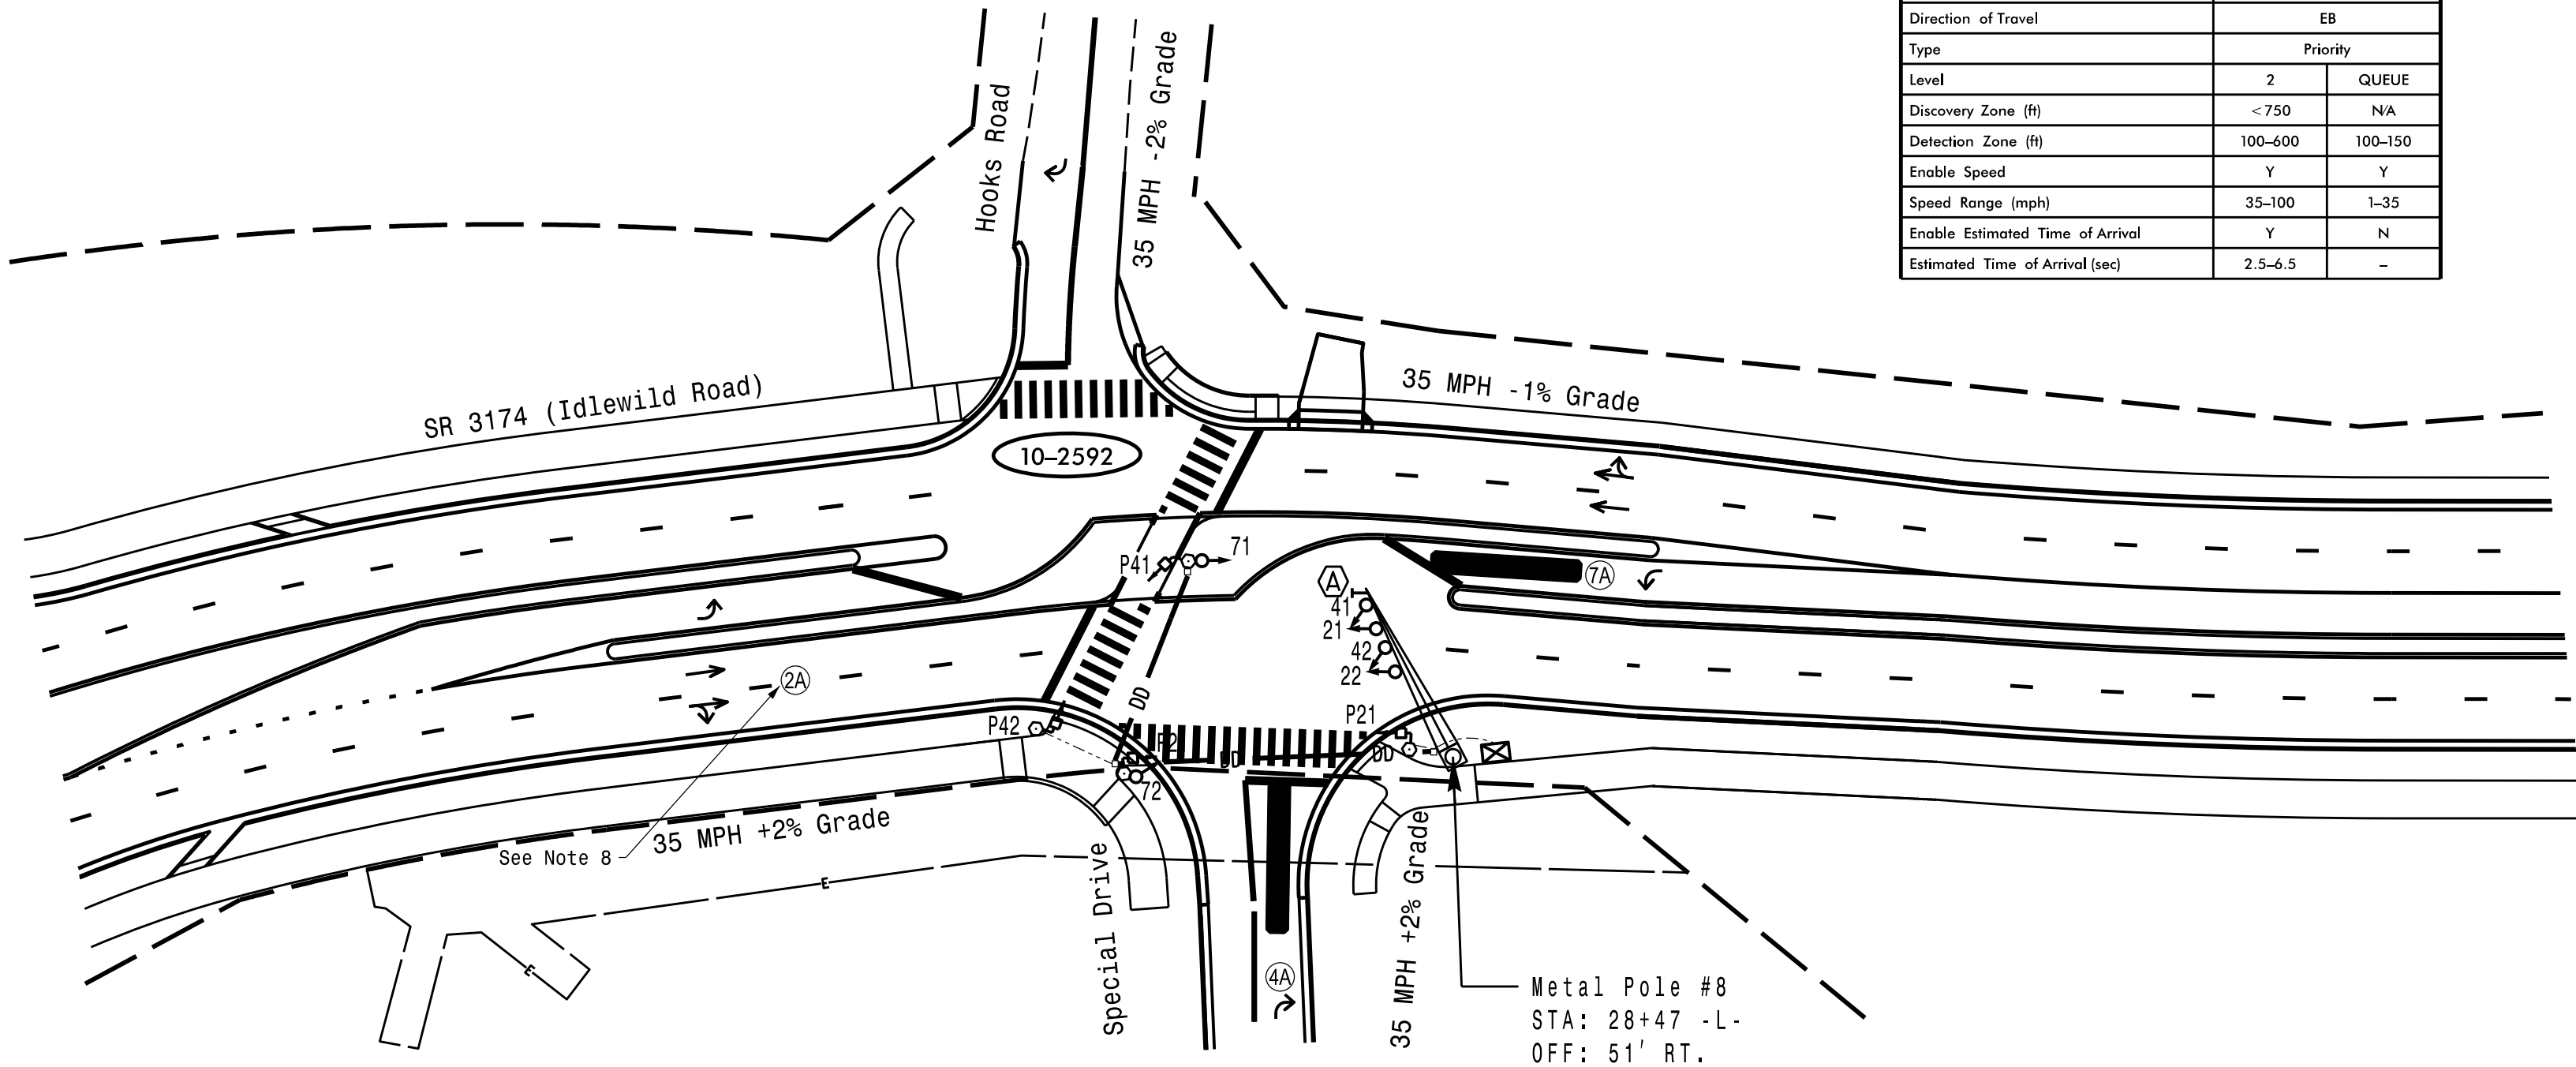 Direction of Travel EB
Type Priority
Level 2 QUEUE
Discovery Zone (ft) <750 N/A
Detection Zone (ft) 100–600 100–150
Enable Speed Y Y
Speed Range (mph) 35–100 1–35
Enable Estimated Time of Arrival Y N
Estimated Time of Arrival (sec) 2.5–6.5 –
Hooks Road
35 MPH -2% Grade
SR 3174 (Idlewild Road)
35 MPH -1% Grade
10–2592
P41
71
A
7A
41
21
42
22
2A
DD
P42
P21
DD
DD
72
35 MPH +2% Grade
See Note 8
E
E
Special Drive
35 MPH +2% Grade
4A
Metal Pole #8
STA: 28+47 -L-
OFF: 51' RT.